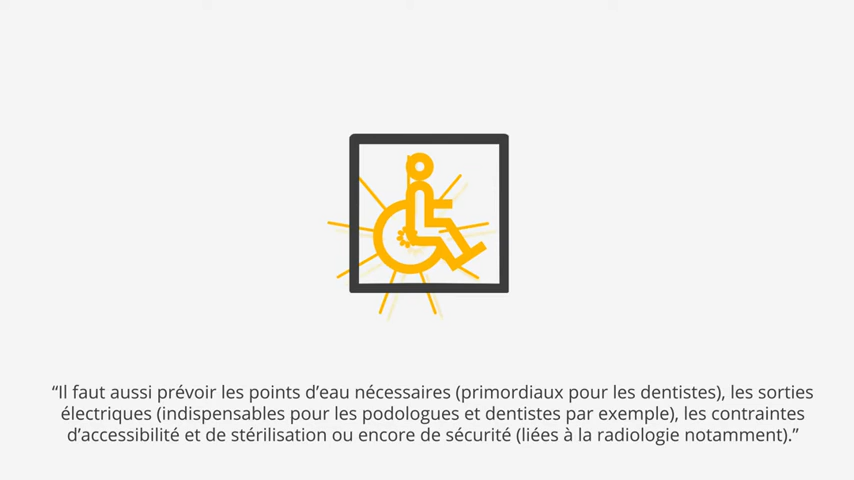 “Il faut aussi prévoir les points d’eau nécessaires (primordiaux pour les dentistes), les sorties
électriques (indispensables pour les podologues et dentistes par exemple), les contraintes
d’accessibilité et de stérilisation ou encore de sécurité (liées à la radiologie notamment).”